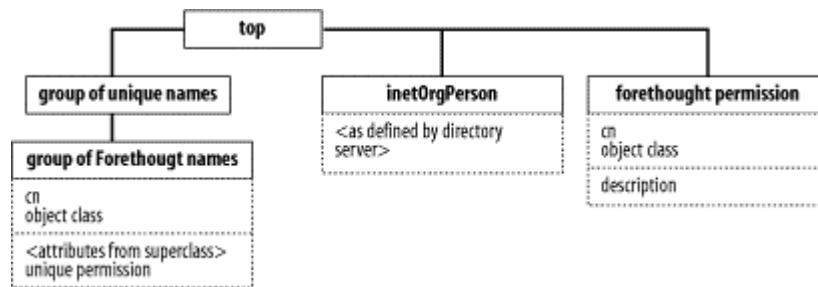 top
group of unique names
inetOrgPerson
forethought permission
<as defined by directory
server>
cn
object class
description
group of Forethougt names
cn
object class
<attributes from superclass>
unique permission